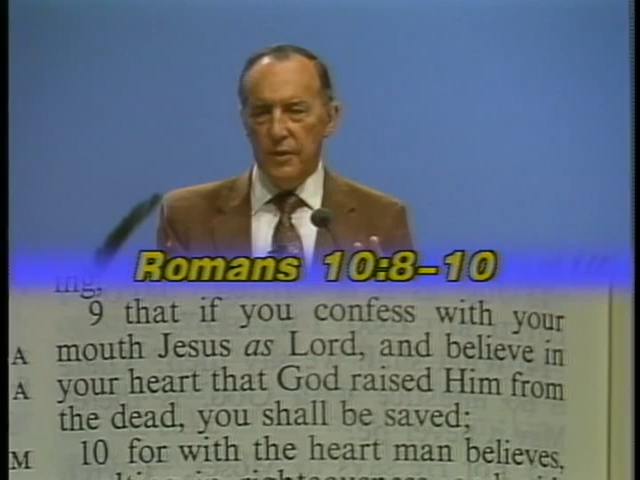 Romans 10:8-10
ing,
9 that if you confess with your
A mouth Jesus as Lord, and believe in
A your heart that God raised Him from
the dead, you shall be saved;
M 10 for with the heart man believes,